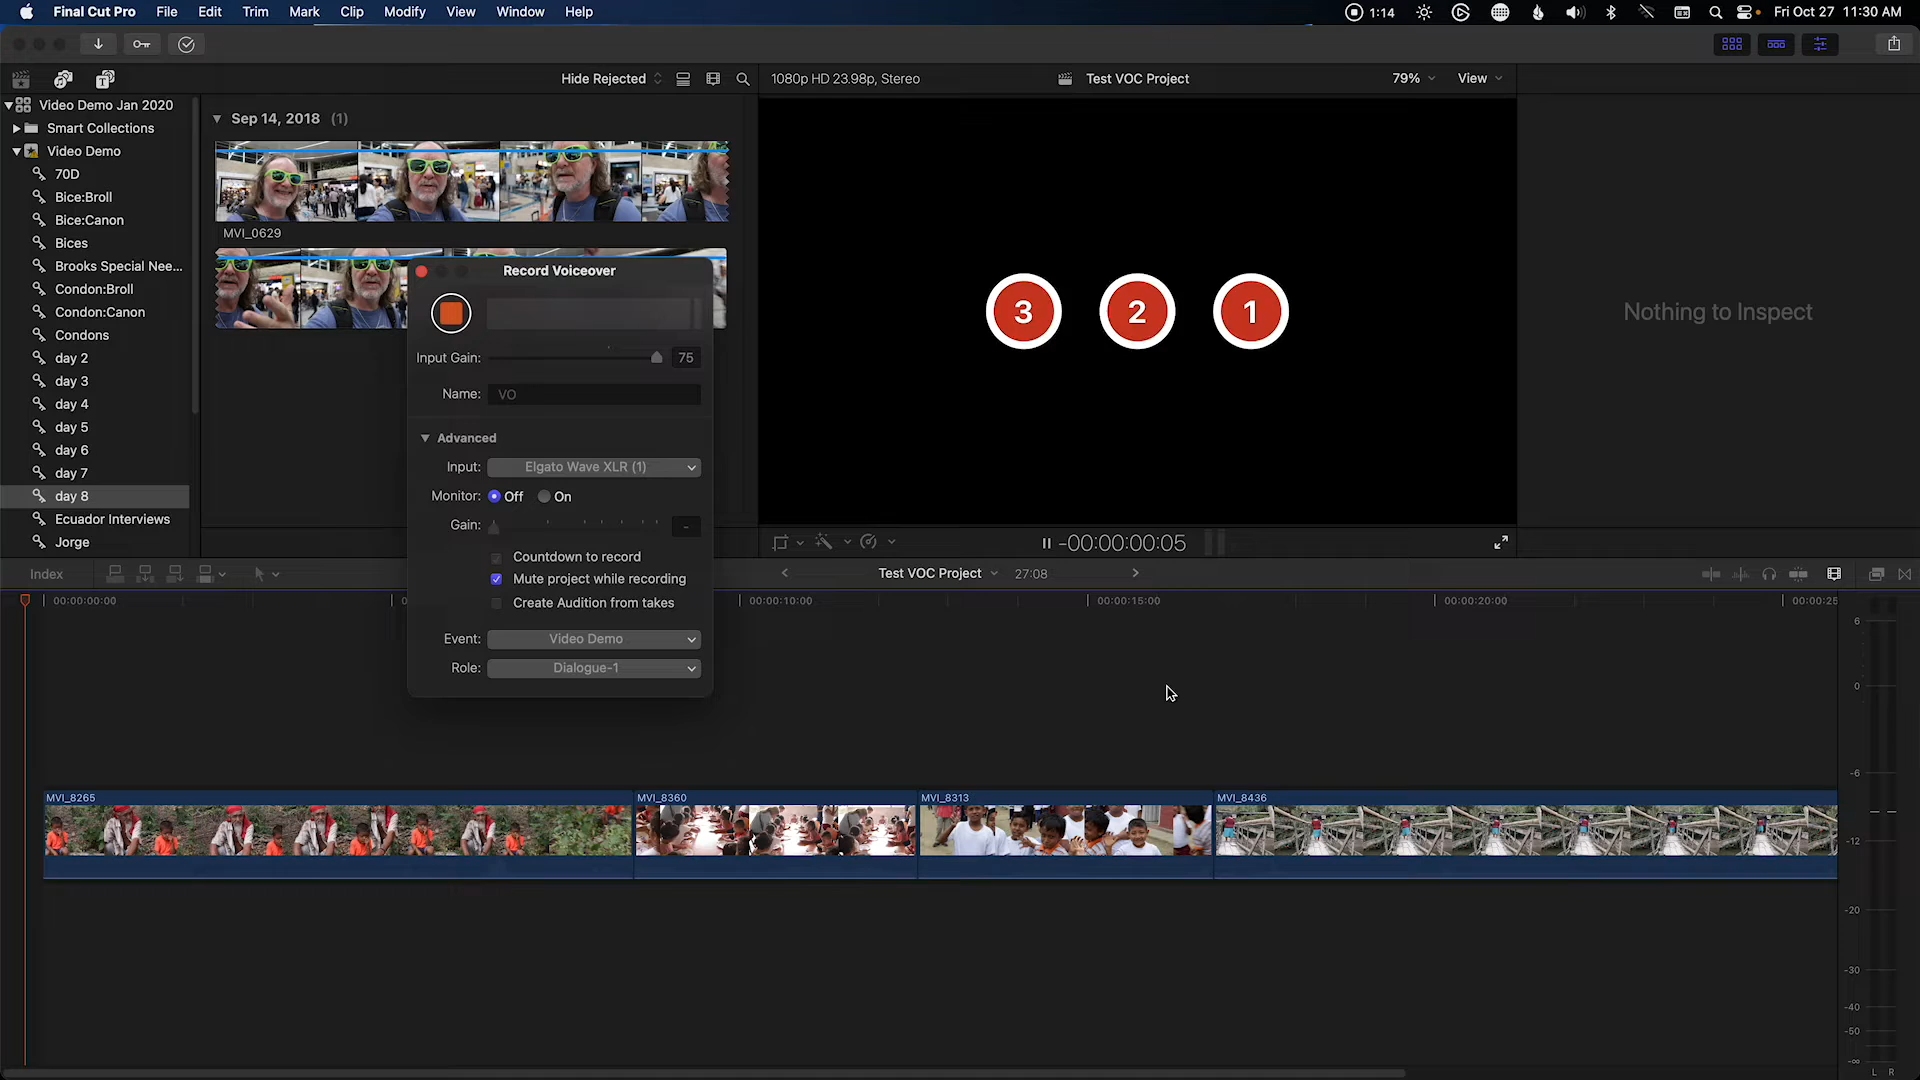 Final Cut Pro File Edit Trim Mark Clip Modify View Window Help 1:14 Fri Oct 27 11:30 AM
Hide Rejected 1080p HD 23.98p, Stereo Test VOC Project 79% View
Video Demo Jan 2020
Smart Collections
Video Demo
70D
Bice:Broll
Bice:Canon
Bices
Brooks Special Nee...
Condon:Broll
Condon:Canon
Condons
day 2
day 3
day 4
day 5
day 6
day 7
day 8
Ecuador Interviews
Jorge
Sep 14, 2018 (1)
MVI_0629
Record Voiceover
Input Gain: 75
Name: VO
Advanced
Input: Elgato Wave XLR (1)
Monitor: Off On
Gain: -
Countdown to record
Mute project while recording
Create Audition from takes
Event: Video Demo
Role: Dialogue-1
3 2 1
Nothing to Inspect
-00:00:00:05
Index Test VOC Project 27:08
00:00:00:00 0 00:00:10:00 00:00:15:00 00:00:20:00 00:00:25
MVI_8265 MVI_8360 MVI_8313 MVI_8436
6
0
-6
-12
-20
-30
-40
-50
-∞
L R